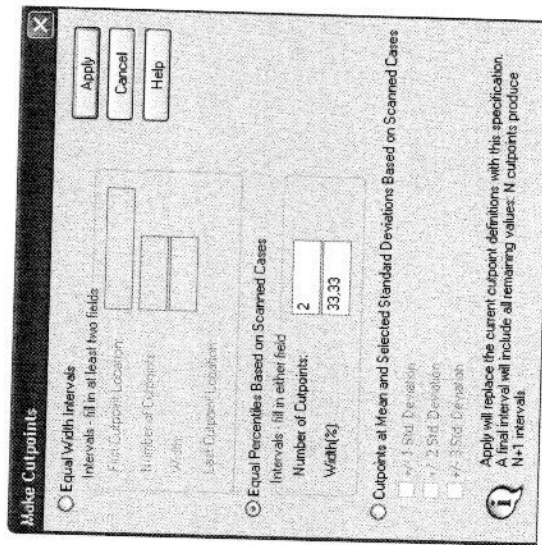 Make Cutpoints
Equal Width Intervals
Intervals - fill in at least two fields
First Cutpoint Location:
Number of Cutpoints:
Width:
Last Cutpoint Location:
Apply
Cancel
Help
Equal Percentiles Based on Scanned Cases
Intervals - fill in either field
Number of Cutpoints: 2
Width(%): 33,33
Cutpoints at Mean and Selected Standard Deviations Based on Scanned Cases
+/- 1 Std. Deviation
+/- 2 Std. Deviation
+/- 3 Std. Deviation
Apply will replace the current cutpoint definitions with this specification.
A final interval will include all remaining values: N cutpoints produce
N+1 intervals